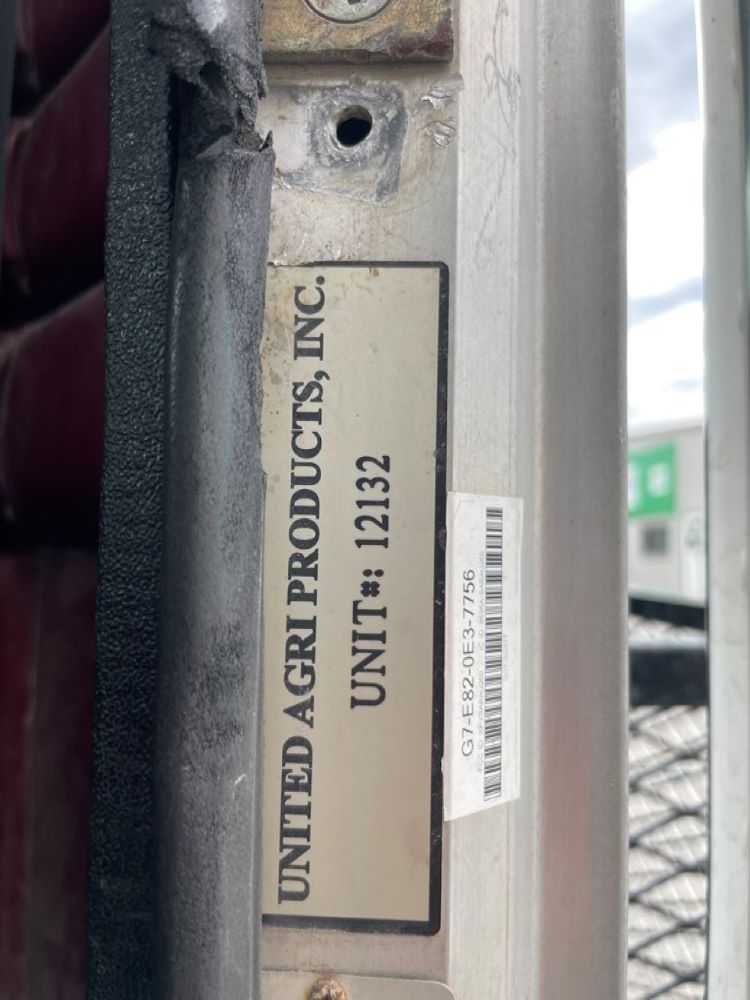 UNITED AGRI PRODUCTS, INC.
UNIT#: 12132
G7-E82-0E3-7756